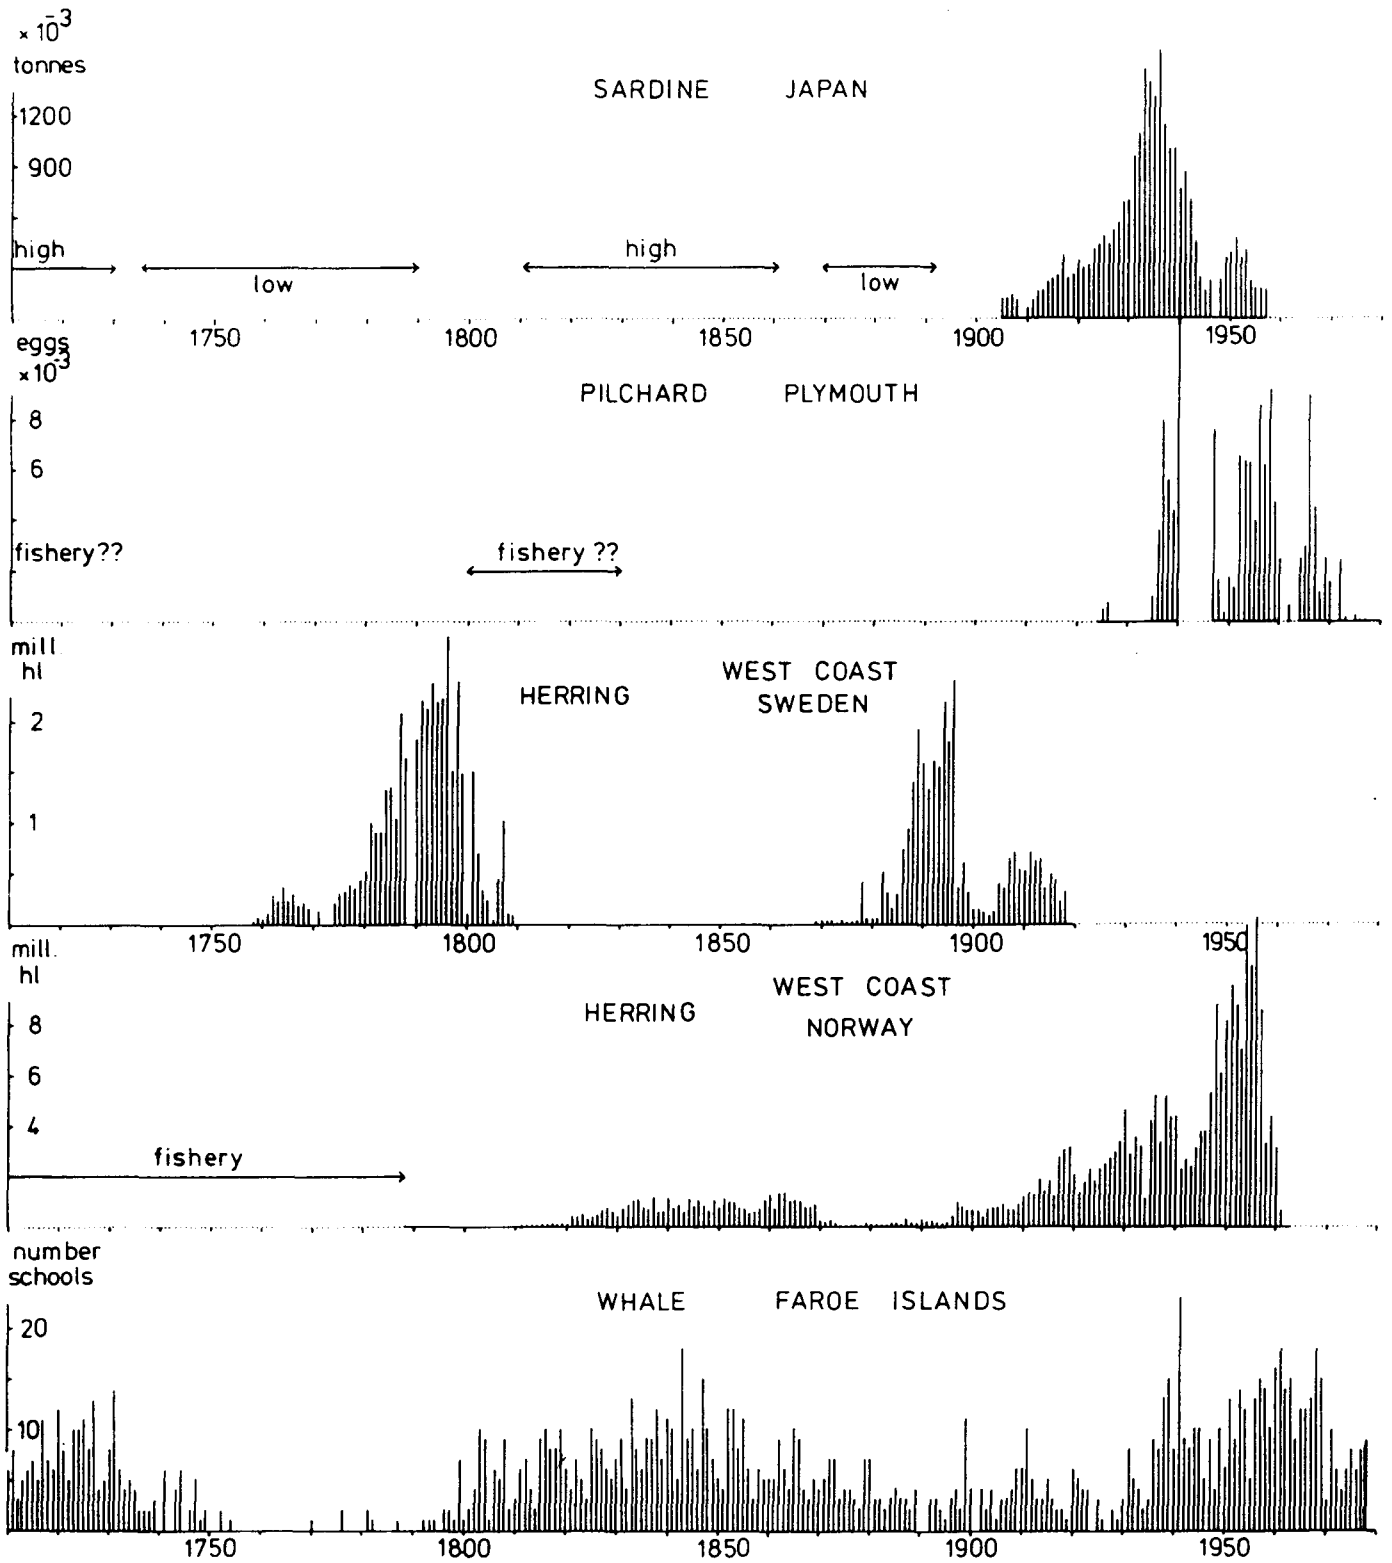 × 10⁻³
tonnes
SARDINE JAPAN
1200
900
high
high
low
low
1750 1800 1850 1900 1950
eggs
×10⁻³
PILCHARD PLYMOUTH
8
6
fishery??
fishery ??
mill.
hl
WEST COAST
HERRING
SWEDEN
2
1
1750 1800 1850 1900 1950
mill.
hl
WEST COAST
HERRING
NORWAY
8
6
4
fishery
number
schools
WHALE FAROE ISLANDS
20
10
1750 1800 1850 1900 1950